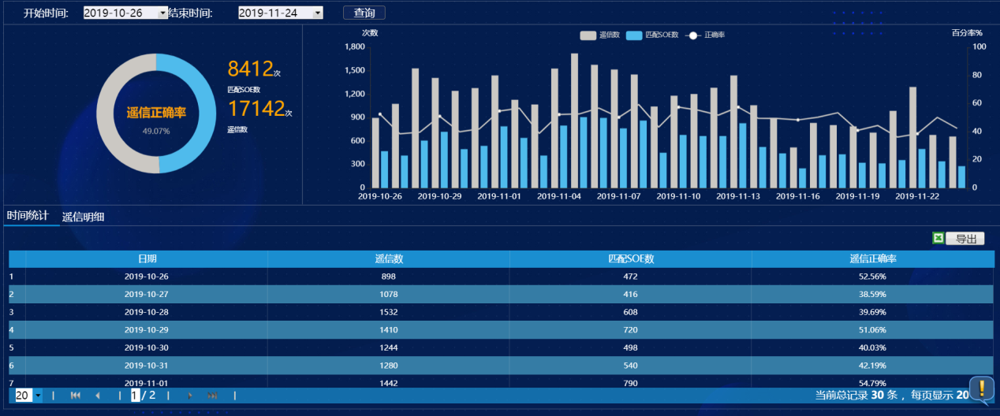 开始时间: 2019-10-26 结束时间: 2019-11-24 查询
遥信正确率
49.07%
8412次
匹配SOE数
17142次
遥信数
次数 遥信数 匹配SOE数 正确率 百分率%
1,800 100
1,500 80
1,200 60
900 40
600 20
300 0
0
2019-10-26 2019-10-29 2019-11-01 2019-11-04 2019-11-07 2019-11-10 2019-11-13 2019-11-16 2019-11-19 2019-11-22
时间统计 遥信明细
导出
日期 遥信数 匹配SOE数 遥信正确率
1 2019-10-26 898 472 52.56%
2 2019-10-27 1078 416 38.59%
3 2019-10-28 1532 608 39.69%
4 2019-10-29 1410 720 51.06%
5 2019-10-30 1244 498 40.03%
6 2019-10-31 1280 540 42.19%
7 2019-11-01 1442 790 54.79%
20 1 / 2 当前总记录 30 条 ，每页显示 20